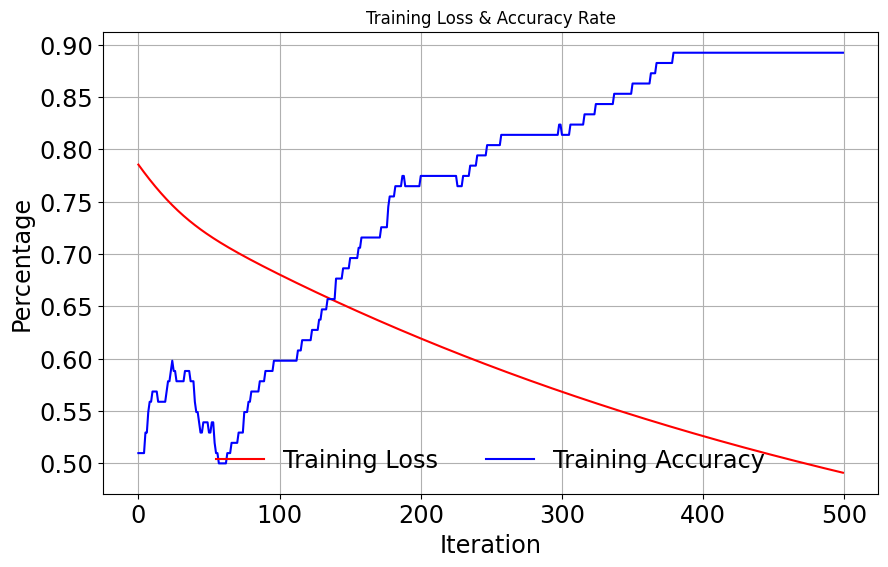 Training Loss & Accuracy Rate
Percentage
0.90
0.85
0.80
0.75
0.70
0.65
0.60
0.55
0.50
Training Loss Training Accuracy
0 100 200 300 400 500
Iteration